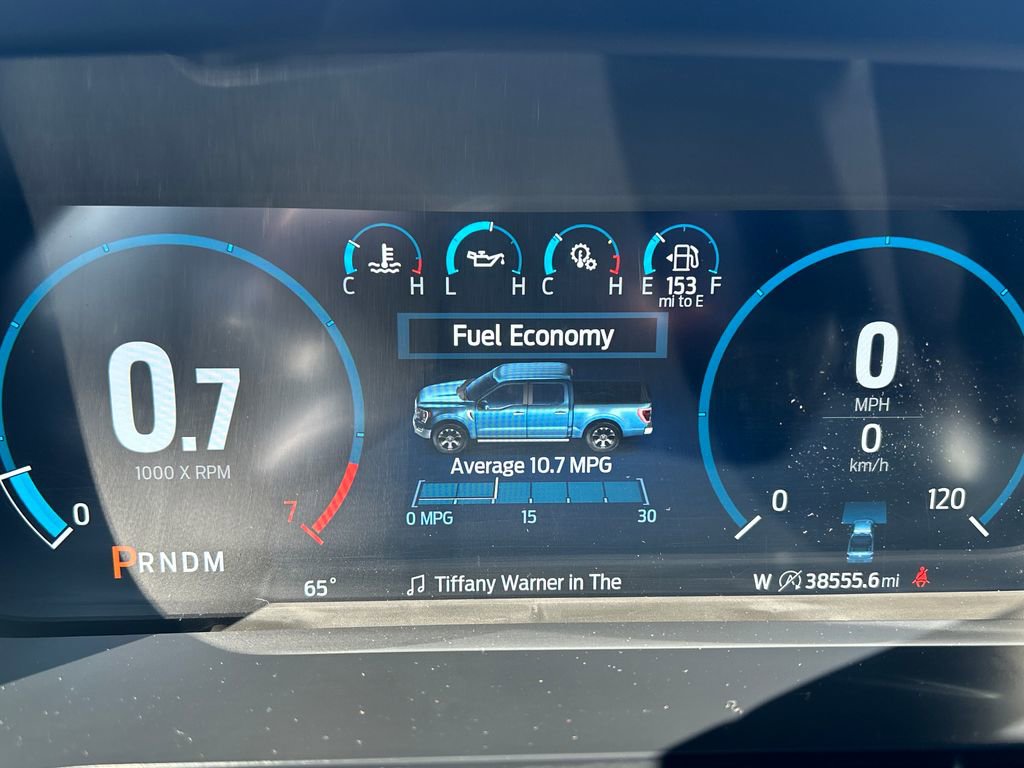 C H L H C H E 153 F
mi to E
Fuel Economy
0.7
1000 X RPM
0
7
PRNDM
65°
Average 10.7 MPG
0 MPG 15 30
Tiffany Warner in The
0
MPH
0
km/h
0 120
W 38555.6 mi